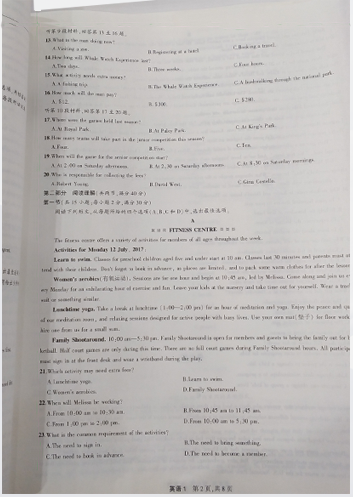 听第9段材料,回答第13至16题。
13.What is the man doing now?
A.Visiting a zoo. B.Registering at a hotel. C.Booking a travel.
14.How long will Whale Watch Experience last?
A.Two days. B.Three weeks. C.Four hours.
15.What activity needs extra money?
A.A fishing trip. B.The Whale Watch Experience. C.A birdwatching through the national park.
16.How much will the man pay?
A. $12. B. $200. C. $290.
听第10段材料,回答第17至20题。
17.Where were the games held last season?
A.At Royal Park. B.At Palace Park. C.At King's Park.
18.How many teams will take part in the junior competition this season?
A.Four. B.Five. C.Ten.
19.When will the game for the senior competition start?
A.At 2:00 on Saturday afternoons. B.At 2:30 on Saturday afternoons. C.At 8:30 on Saturday mornings.
20.Who is responsible for collecting the fees?
A.Robert Young. B.David West. C.Greg Castella.
第二部分 阅读理解(共两节,满分40分)
第一节(共15小题;每小题2分,满分30分)
阅读下列短文,从每题所给的四个选项(A、B、C和D)中,选出最佳选项。
A
FITNESS CENTRE
The fitness centre offers a variety of activities for members of all ages throughout the week.
Activities for Monday 12 July, 2017:
Learn to swim. Classes for preschool children aged five and under start at 10 am. Classes last 30 minutes and parents must
with these children. Don't forget to book in advance, as places are limited, and to pack some warm clothes for after the lesson
Women's aerobics(有氧运动). Sessions are for one hour and begin at 10:45 am, led by Melissa. Come along and join us
Monday for an exhilarating hour of exercise and fun. Leave your kids at the nursery and take time out for yourself. Wear a
suit or something similar.
Lunchtime yoga. Take a break at lunchtime (1:00—2:00 pm) for an hour of meditation and yoga. Enjoy the peace and
of our meditation room, and relaxing sessions designed for active people with busy lives. Use your own mat(垫子) for floor work
hire one from us for a small sum.
Family Shootaround. 10:00 am—5:30 pm. Family Shootaround is open for members and guests to bring the family out for
Half court games are only during this time. There are no full court games during Family Shootaround hours. All
must sign in at the front desk and wear a wristband during the play.
21.Which activity may need extra fees?
A.Lunchtime yoga. B.Learn to swim.
C.Women's aerobics. D.Family Shootaround.
22.When will Melissa be working?
A.From 10:00 am to 10:30 am. B.From 10:45 am to 11:45 am.
C.From 1:00 pm to 2:00 pm. D.From 10:00 am to 5:30 pm.
23.What is the common requirement of the activities?
A.The need to sign in. B.The need to bring something.
C.The need to book in advance. D.The need to become a member.
英语1 第2页,共8页